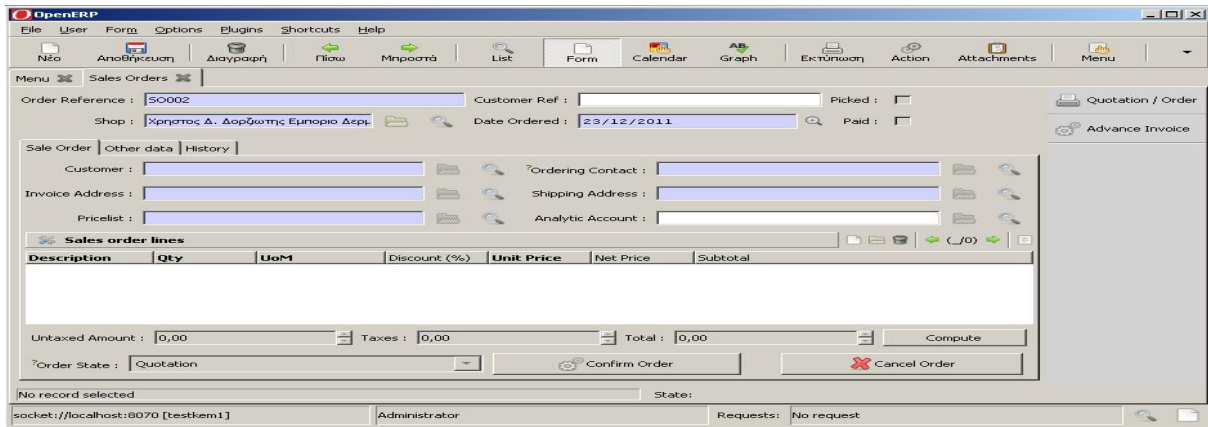 OpenERP
File User Form Options Plugins Shortcuts Help
Νέο Αποθήκευση Διαγραφή Πίσω Μπροστά List Form Calendar Graph Εκτύπωση Action Attachments Menu
Menu Sales Orders
Order Reference : SO002 Customer Ref : Picked : Quotation / Order
Shop : Χρηστος Δ. Δορζιωτης Εμποριο Δερμ Date Ordered : 23/12/2011 Paid : Advance Invoice
Sale Order Other data History
Customer : ?Ordering Contact :
Invoice Address : Shipping Address :
Pricelist : Analytic Account :
Sales order lines (_/0)
Description Qty UoM Discount (%) Unit Price Net Price Subtotal
Untaxed Amount : 0,00 Taxes : 0,00 Total : 0,00 Compute
?Order State : Quotation Confirm Order Cancel Order
No record selected State:
socket://localhost:8070 [testkem1] Administrator Requests: No request